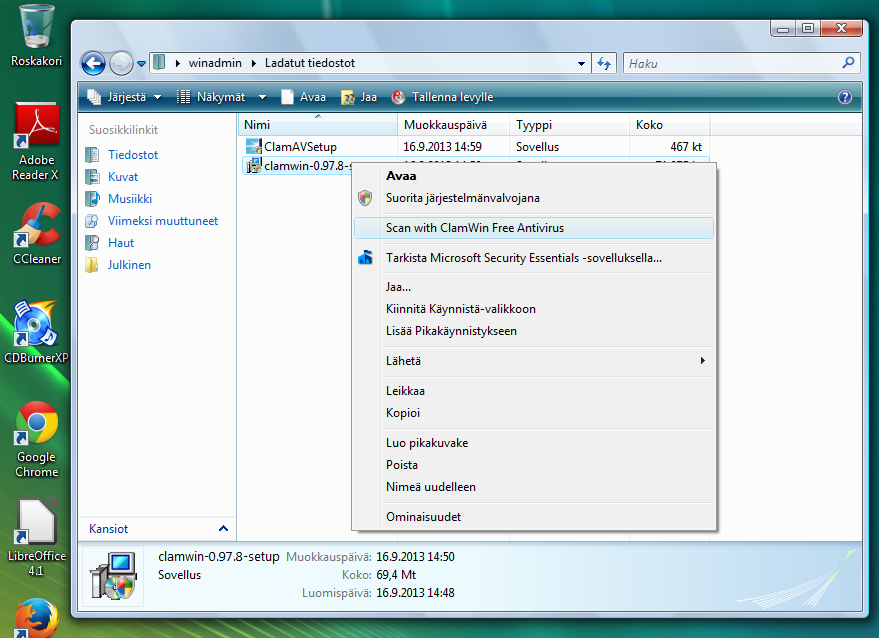 Roskakori
Adobe
Reader X
CCleaner
CDBurnerXP
Google
Chrome
LibreOffice
4.1
winadmin
Ladatut tiedostot
Haku
Järjestä
Näkymät
Avaa
Jaa
Tallenna levylle
Suosikkilinkit
Tiedostot
Kuvat
Musiikki
Viimeksi muuttuneet
Haut
Julkinen
Kansiot
Nimi Muokkauspäivä Tyyppi Koko
ClamAVSetup 16.9.2013 14:59 Sovellus 467 kt
clamwin-0.97.8-s
Avaa
Suorita järjestelmänvalvojana
Scan with ClamWin Free Antivirus
Tarkista Microsoft Security Essentials -sovelluksella...
Jaa...
Kiinnitä Käynnistä-valikkoon
Lisää Pikakäynnistykseen
Lähetä
Leikkaa
Kopioi
Luo pikakuvake
Poista
Nimeä uudelleen
Ominaisuudet
clamwin-0.97.8-setup Muokkauspäivä: 16.9.2013 14:50
Sovellus Koko: 69,4 Mt
Luomispäivä: 16.9.2013 14:48